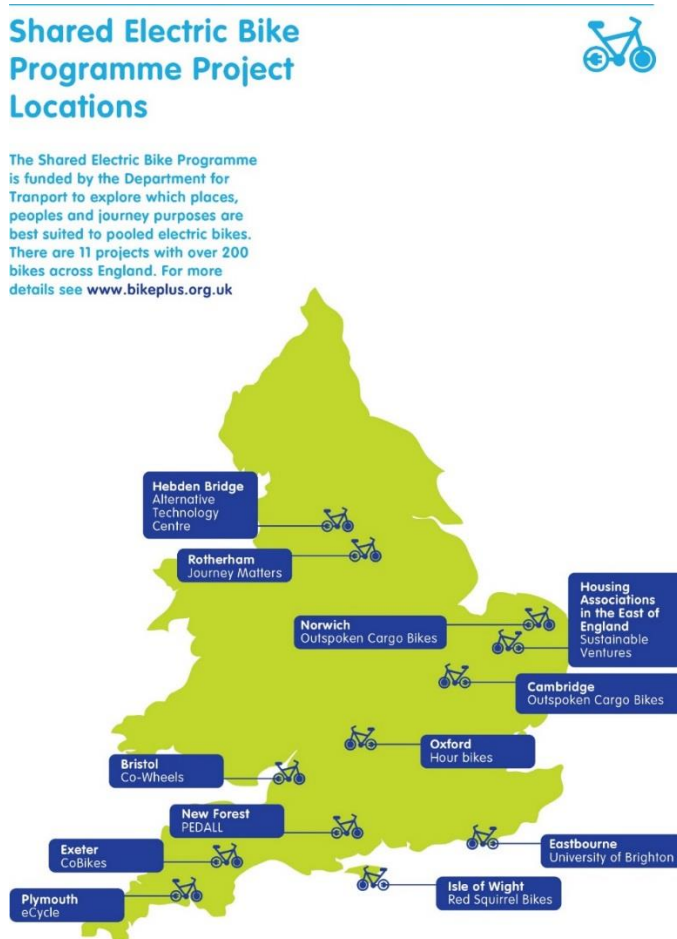 Shared Electric Bike
Programme Project
Locations
The Shared Electric Bike Programme
is funded by the Department for
Tranport to explore which places,
peoples and journey purposes are
best suited to pooled electric bikes.
There are 11 projects with over 200
bikes across England. For more
details see www.bikeplus.org.uk
Hebden Bridge
Alternative
Technology
Centre
Rotherham
Journey Matters
Housing
Associations
in the East of
England
Sustainable
Ventures
Norwich
Outspoken Cargo Bikes
Cambridge
Outspoken Cargo Bikes
Oxford
Hour bikes
Bristol
Co-Wheels
New Forest
PEDALL
Exeter
CoBikes
Eastbourne
University of Brighton
Plymouth
eCycle
Isle of Wight
Red Squirrel Bikes